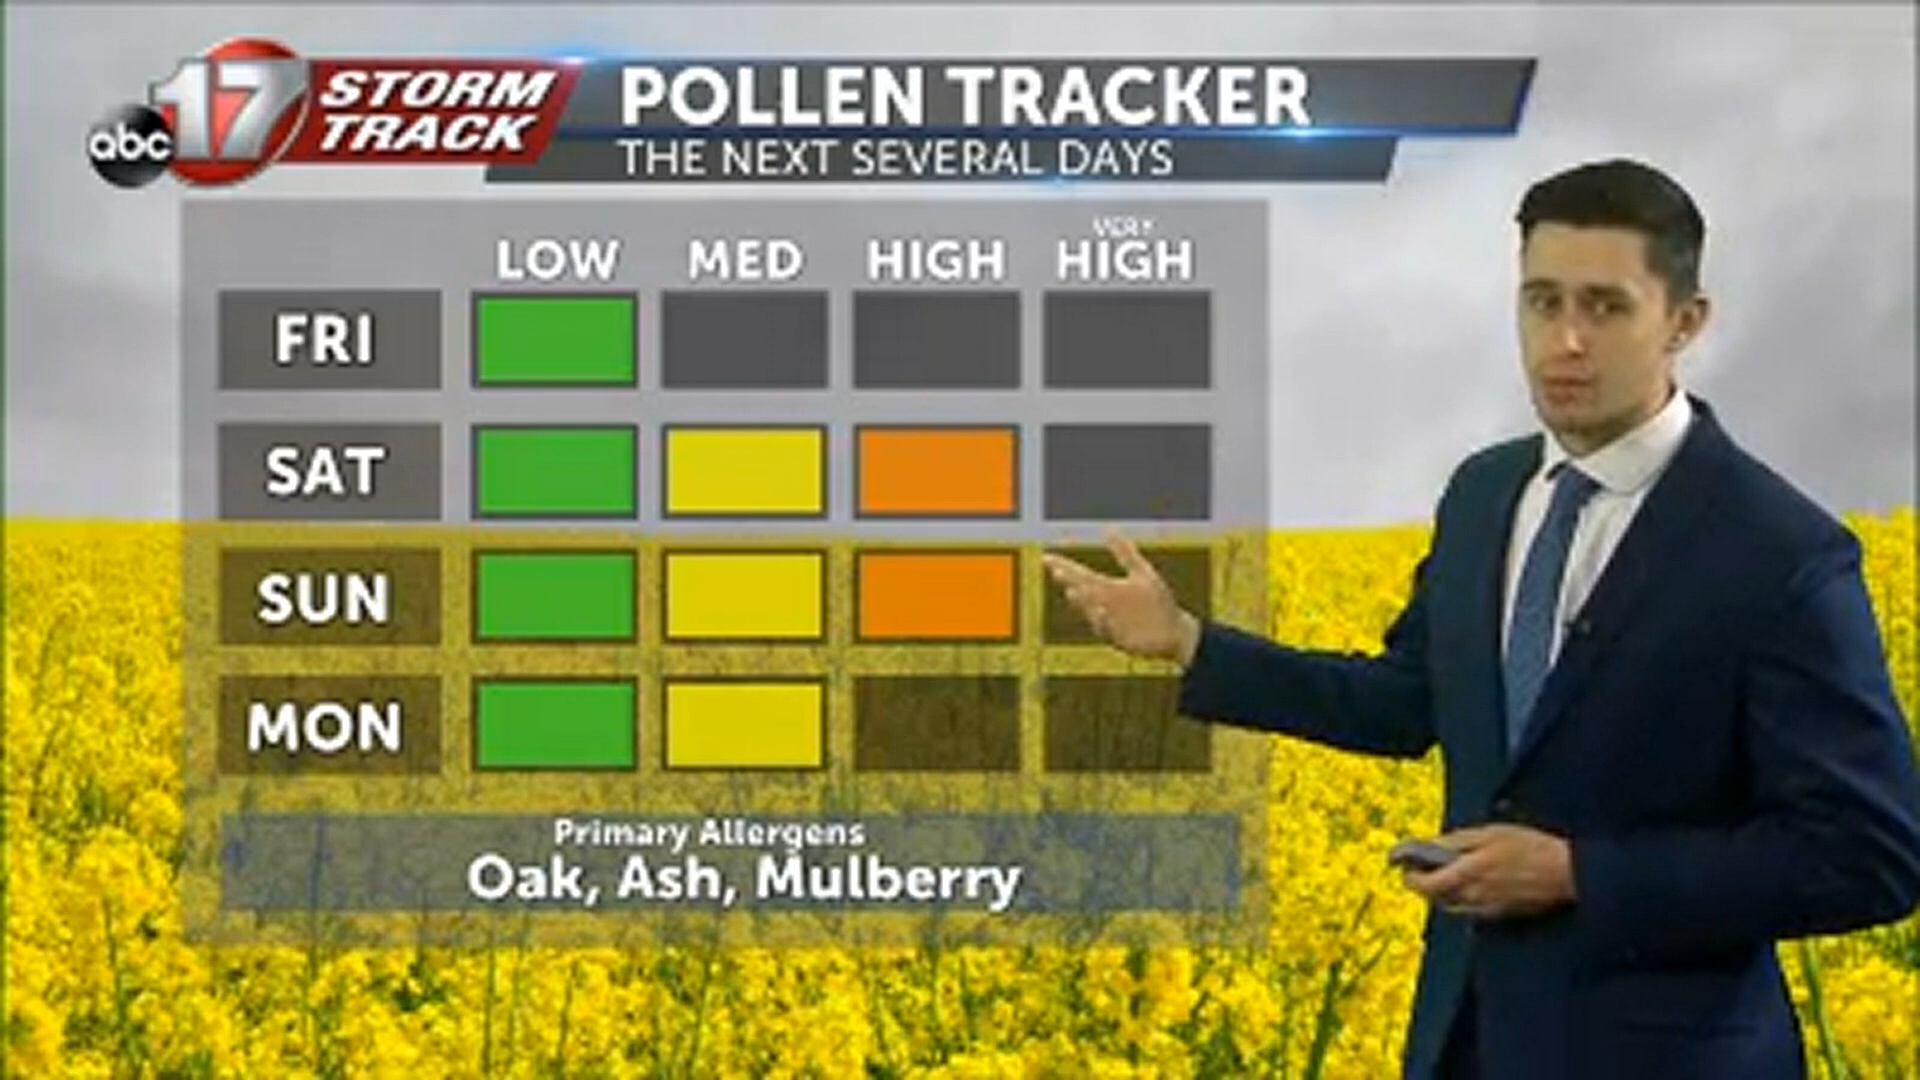 abc 17 STORM TRACK
POLLEN TRACKER
THE NEXT SEVERAL DAYS
LOW MED HIGH VERY HIGH
FRI
SAT
SUN
MON
Primary Allergens
Oak, Ash, Mulberry